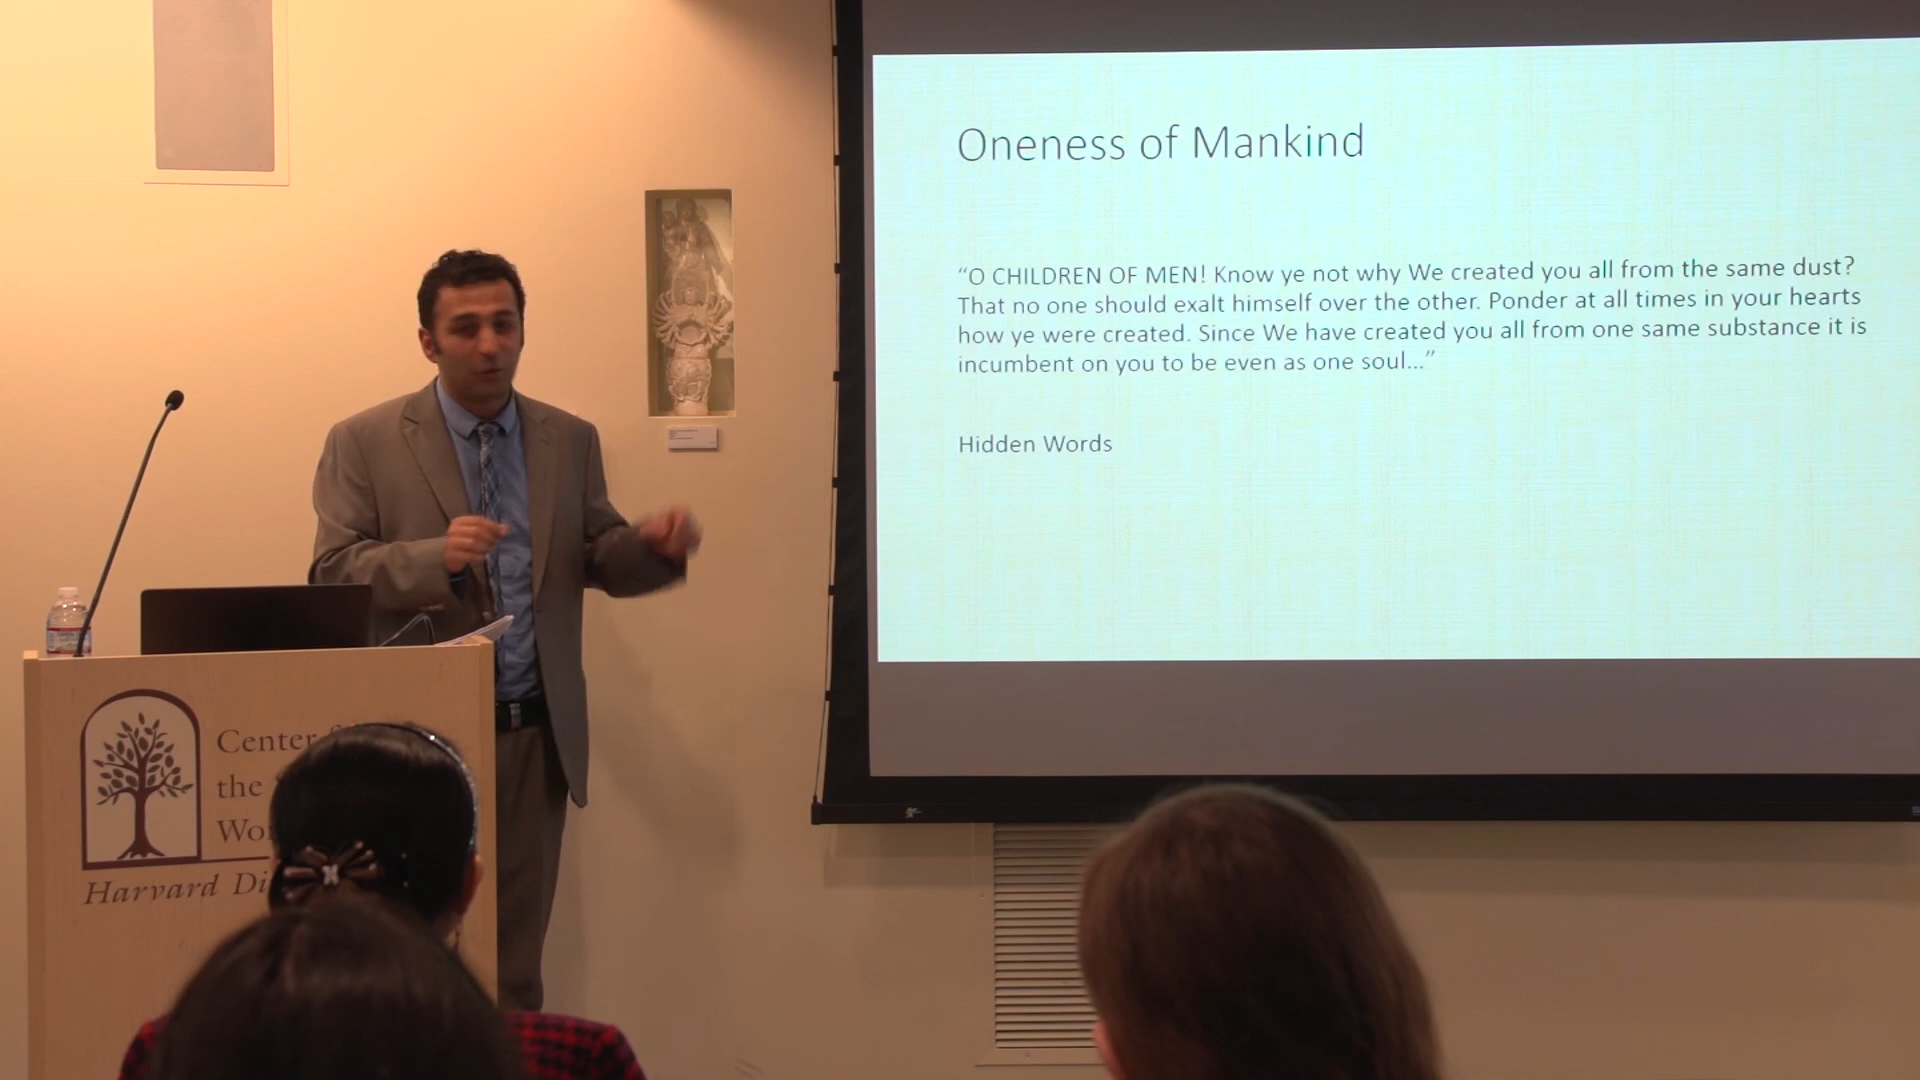 Oneness of Mankind
“O CHILDREN OF MEN! Know ye not why We created you all from the same dust?
That no one should exalt himself over the other. Ponder at all times in your hearts
how ye were created. Since We have created you all from one same substance it is
incumbent on you to be even as one soul...”
Hidden Words
Center
the
Harvard